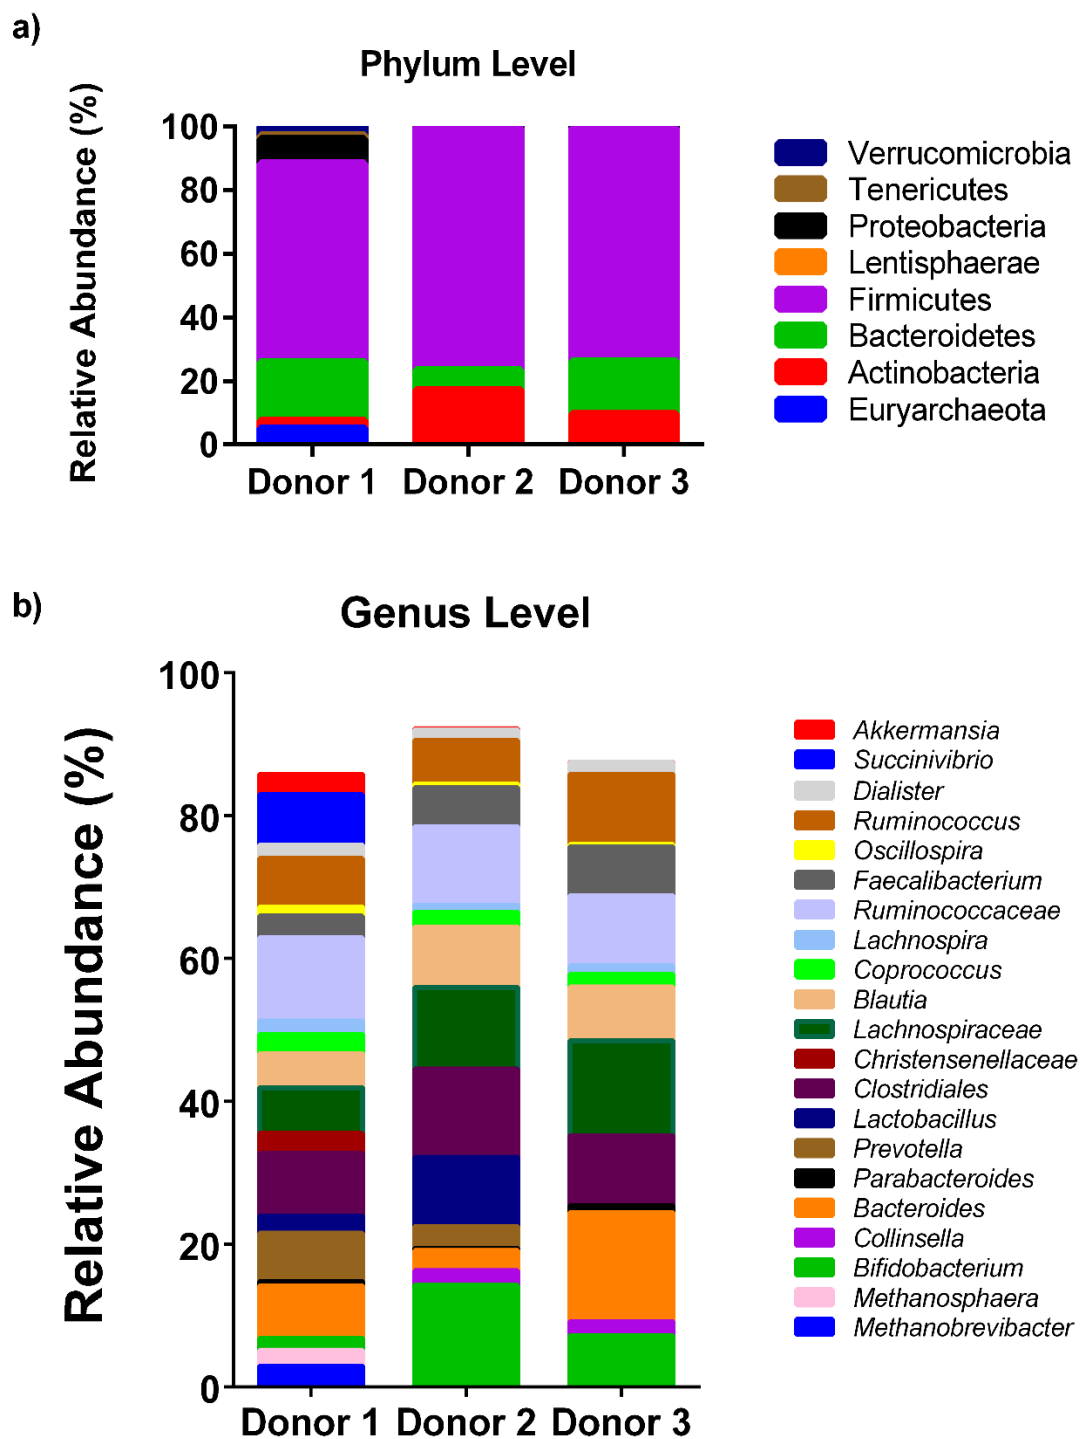 a)
Phylum Level
Relative Abundance (%)
100
80
60
40
20
0
Donor 1
Donor 2
Donor 3
Verrucomicrobia
Tenericutes
Proteobacteria
Lentisphaerae
Firmicutes
Bacteroidetes
Actinobacteria
Euryarchaeota
b)
Genus Level
Relative Abundance (%)
100
80
60
40
20
0
Donor 1
Donor 2
Donor 3
Akkermansia
Succinivibrio
Dialister
Ruminococcus
Oscillospira
Faecalibacterium
Ruminococcaceae
Lachnospira
Coprococcus
Blautia
Lachnospiraceae
Christensenellaceae
Clostridiales
Lactobacillus
Prevotella
Parabacteroides
Bacteroides
Collinsella
Bifidobacterium
Methanosphaera
Methanobrevibacter